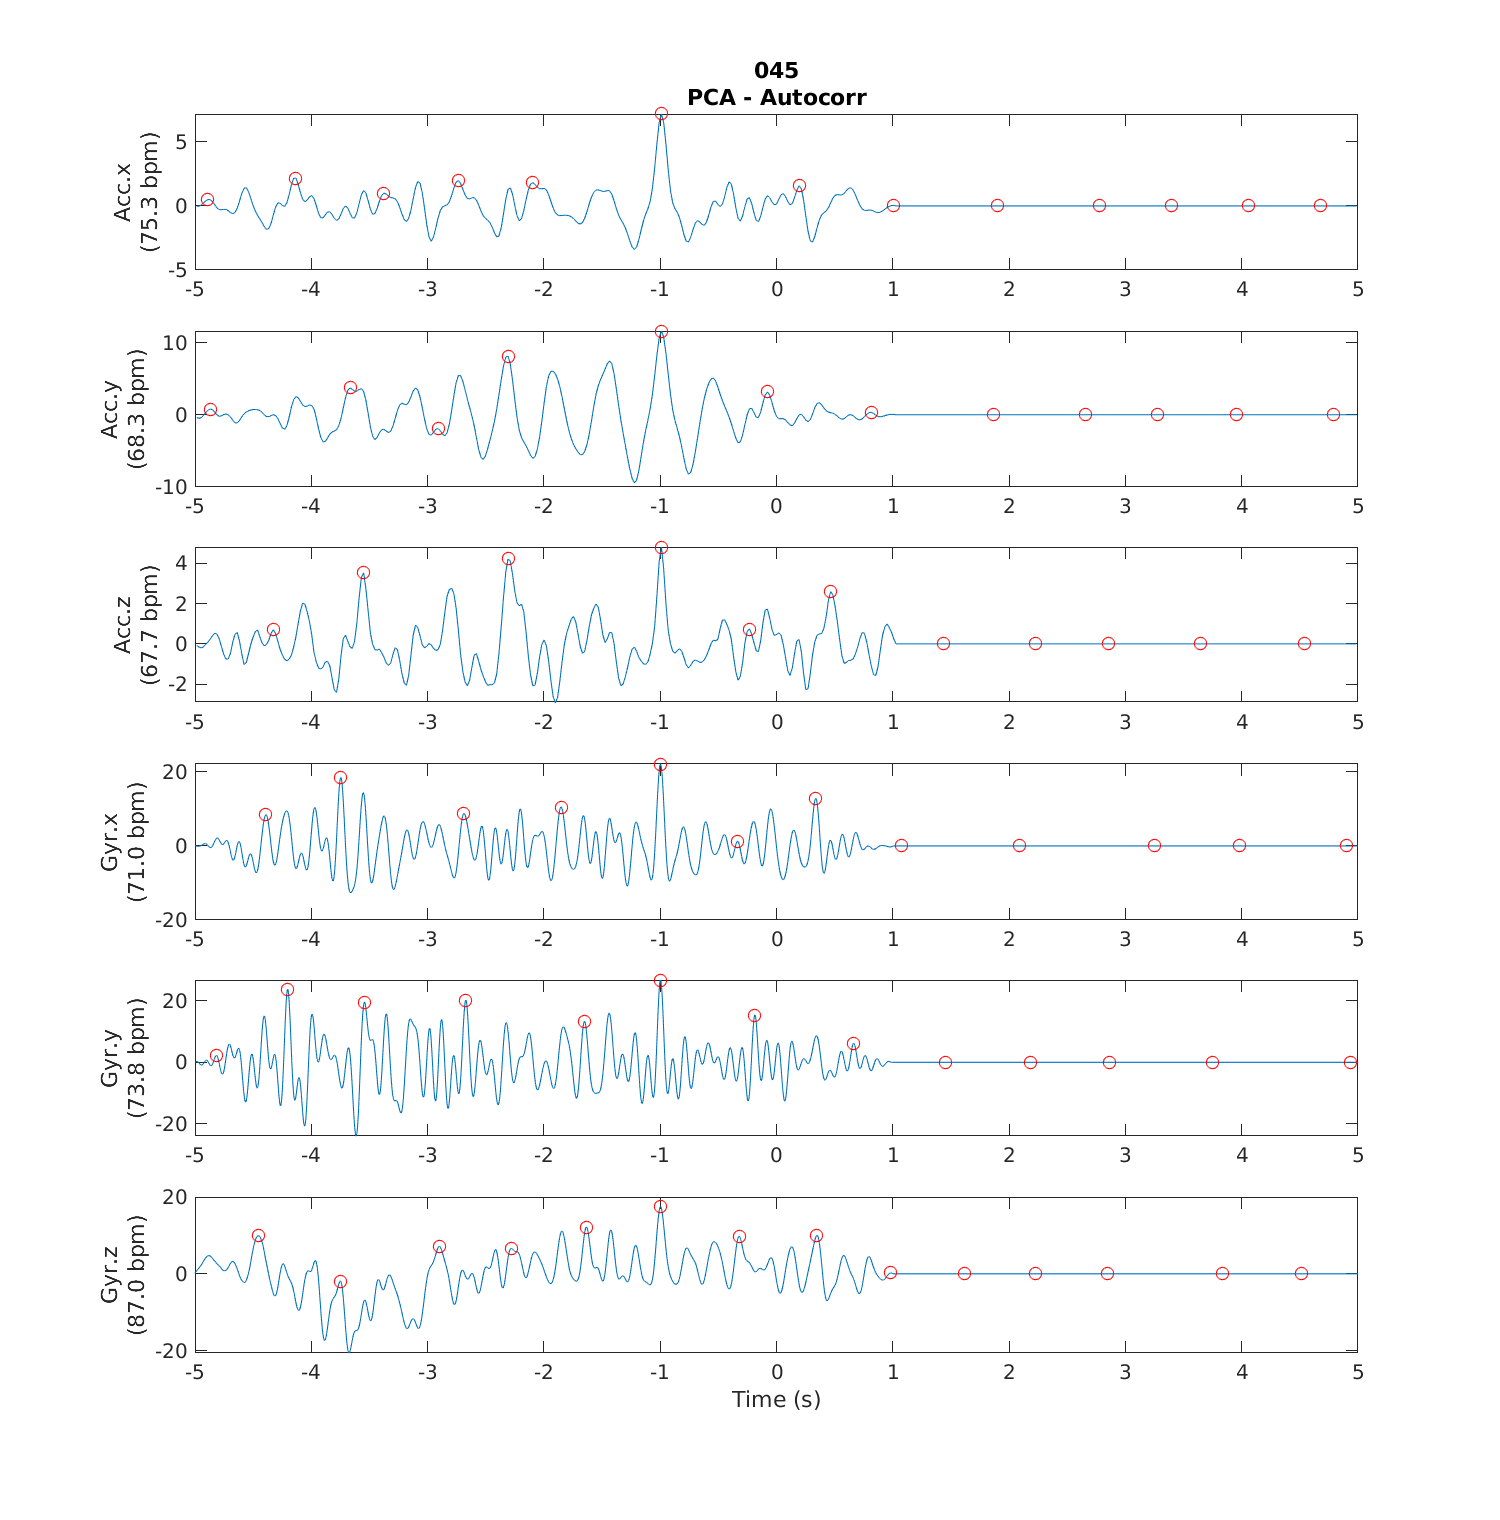 045
PCA - Autocorr
Acc.x
(75.3 bpm)
5
0
-5
-5 -4 -3 -2 -1 0 1 2 3 4 5
Acc.y
(68.3 bpm)
10
0
-10
-5 -4 -3 -2 -1 0 1 2 3 4 5
Acc.z
(67.7 bpm)
4
2
0
-2
-5 -4 -3 -2 -1 0 1 2 3 4 5
Gyr.x
(71.0 bpm)
20
0
-20
-5 -4 -3 -2 -1 0 1 2 3 4 5
Gyr.y
(73.8 bpm)
20
0
-20
-5 -4 -3 -2 -1 0 1 2 3 4 5
Gyr.z
(87.0 bpm)
20
0
-20
-5 -4 -3 -2 -1 0 1 2 3 4 5
Time (s)